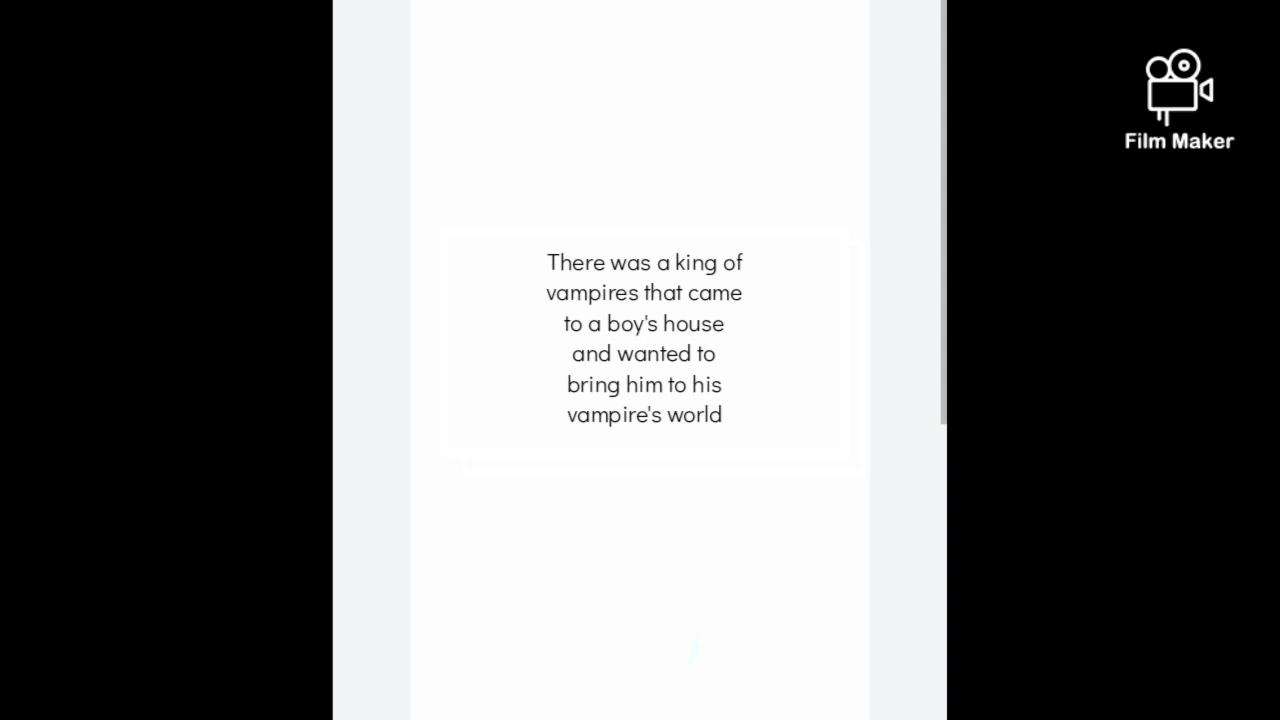 Film Maker
There was a king of
vampires that came
to a boy's house
and wanted to
bring him to his
vampire's world